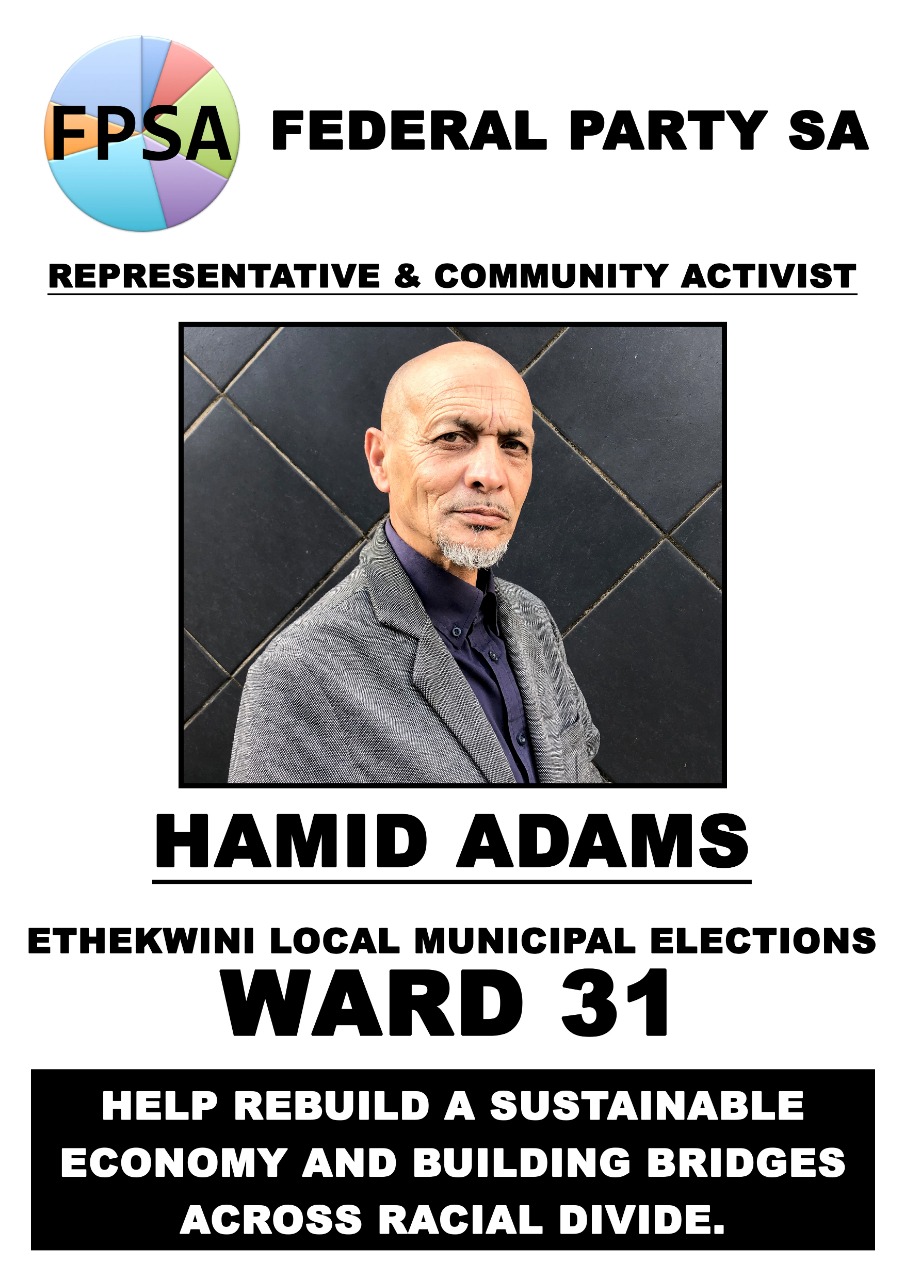 FPSA
FEDERAL PARTY SA
REPRESENTATIVE & COMMUNITY ACTIVIST
HAMID ADAMS
ETHEKWINI LOCAL MUNICIPAL ELECTIONS
WARD 31
HELP REBUILD A SUSTAINABLE
ECONOMY AND BUILDING BRIDGES
ACROSS RACIAL DIVIDE.